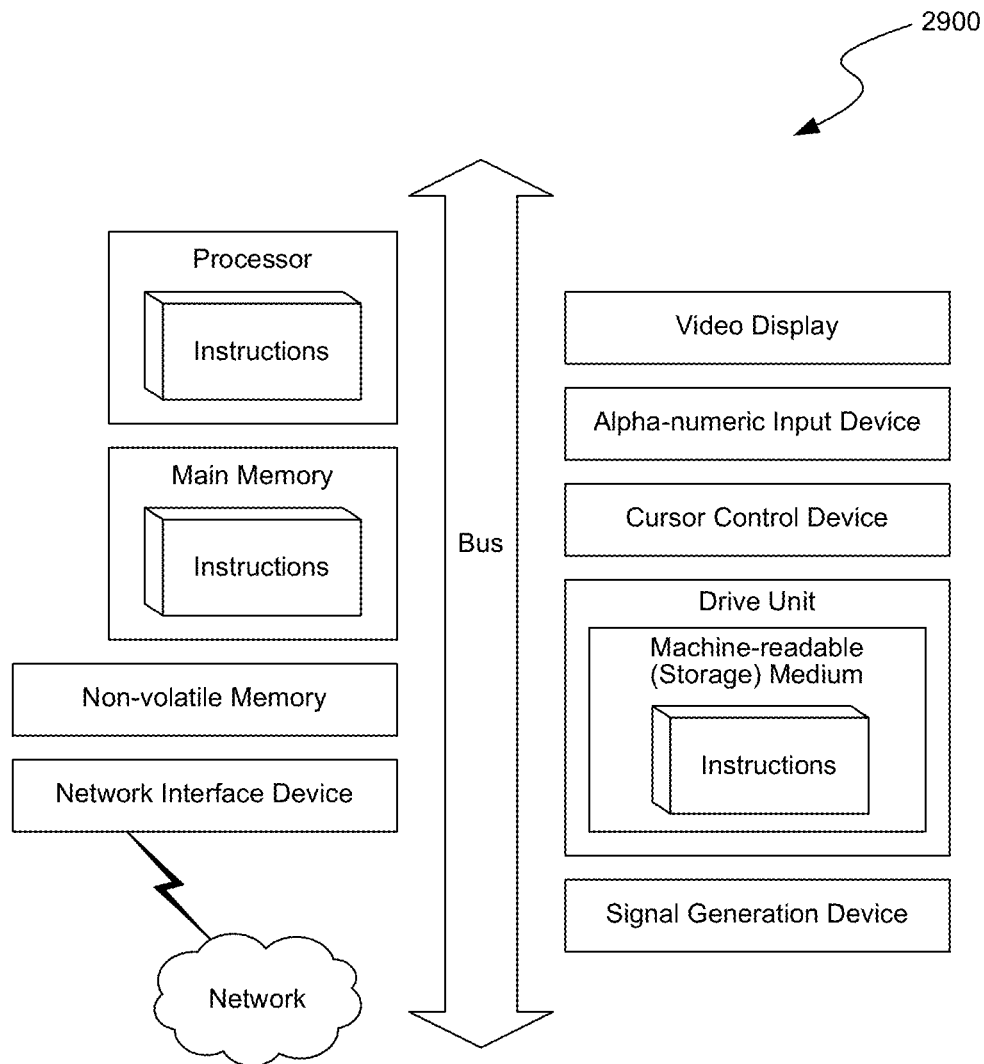 2900
Processor
Instructions
Main Memory
Instructions
Non-volatile Memory
Network Interface Device
Network
Bus
Video Display
Alpha-numeric Input Device
Cursor Control Device
Drive Unit
Machine-readable
(Storage) Medium
Instructions
Signal Generation Device